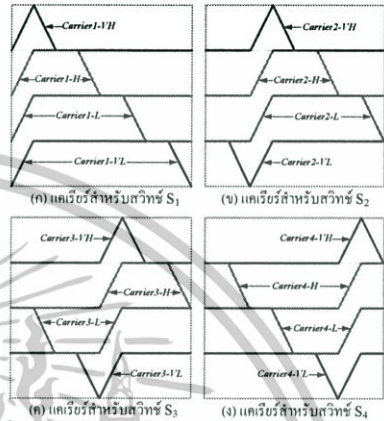 Carrier1-VH
Carrier1-H
Carrier1-L
Carrier1-VL
(ก) แคเรียร์สำหรับสวิทช์ S₁
Carrier2-VH
Carrier2-H
Carrier2-L
Carrier2-VL
(ข) แคเรียร์สำหรับสวิทช์ S₂
Carrier3-VH
Carrier3-H
Carrier3-L
Carrier3-VL
(ค) แคเรียร์สำหรับสวิทช์ S₃
Carrier4-VH
Carrier4-H
Carrier4-L
Carrier4-VL
(ง) แคเรียร์สำหรับสวิทช์ S₄